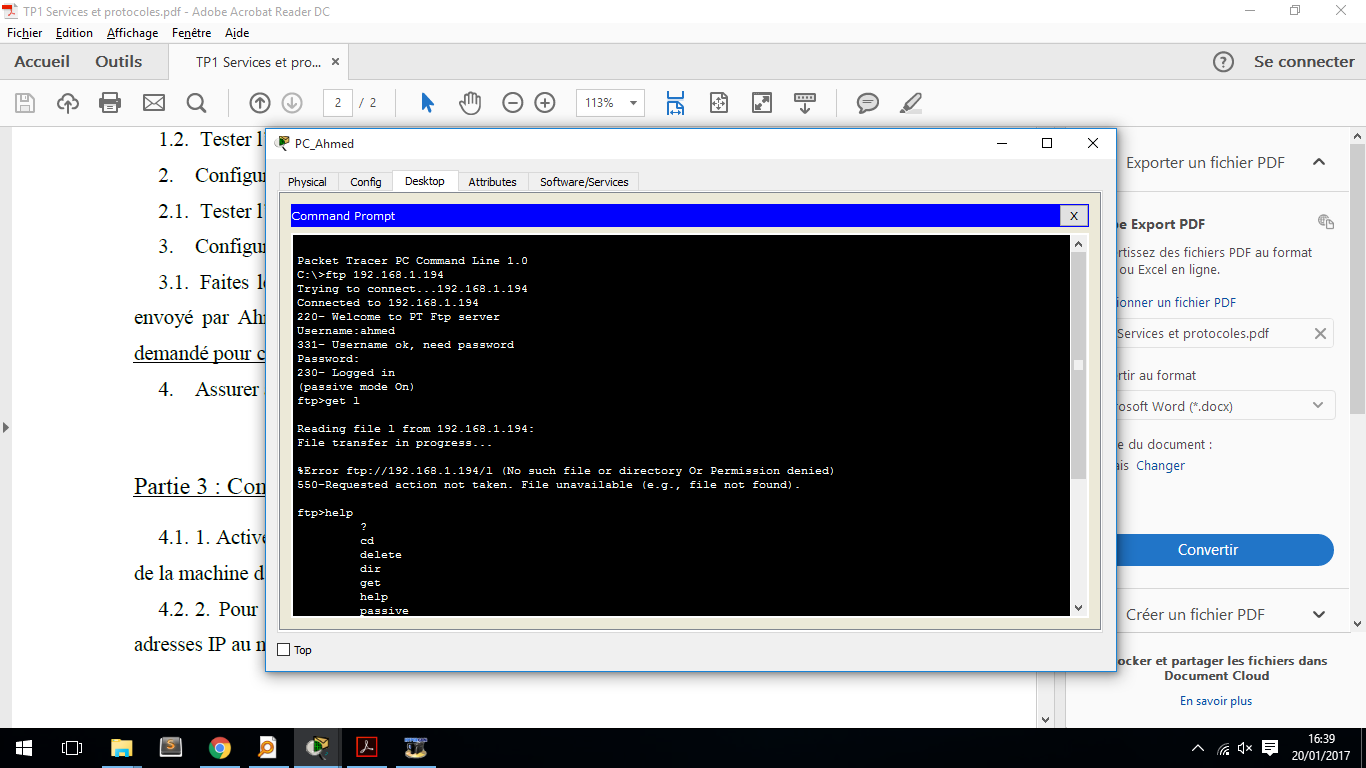 TP1 Services et protocoles.pdf - Adobe Acrobat Reader DC
Fichier Edition Affichage Fenêtre Aide
Accueil Outils TP1 Services et pro... × ? Se connecter
2 / 2 113%
1.2. Tester l'
2. Configur
2.1. Tester l'
3. Configur
3.1. Faites le
envoyé par Ahm
demandé pour c
4. Assurer
Partie 3 : Con
4.1. 1. Active
de la machine d
4.2. 2. Pour
adresses IP au n
PC_Ahmed
Physical Config Desktop Attributes Software/Services
Command Prompt X
Packet Tracer PC Command Line 1.0
C:\>ftp 192.168.1.194
Trying to connect...192.168.1.194
Connected to 192.168.1.194
220- Welcome to PT Ftp server
Username:ahmed
331- Username ok, need password
Password:
230- Logged in
(passive mode On)
ftp>get l
Reading file l from 192.168.1.194:
File transfer in progress...
%Error ftp://192.168.1.194/l (No such file or directory Or Permission denied)
550-Requested action not taken. File unavailable (e.g., file not found).
ftp>help
?
cd
delete
dir
get
help
passive
Top
Exporter un fichier PDF
e Export PDF
rtissez des fichiers PDF au format
ou Excel en ligne.
ionner un fichier PDF
Services et protocoles.pdf
rtir au format
rosoft Word (*.docx)
e du document :
ais Changer
Convertir
Créer un fichier PDF
ocker et partager les fichiers dans
Document Cloud
En savoir plus
16:39
20/01/2017